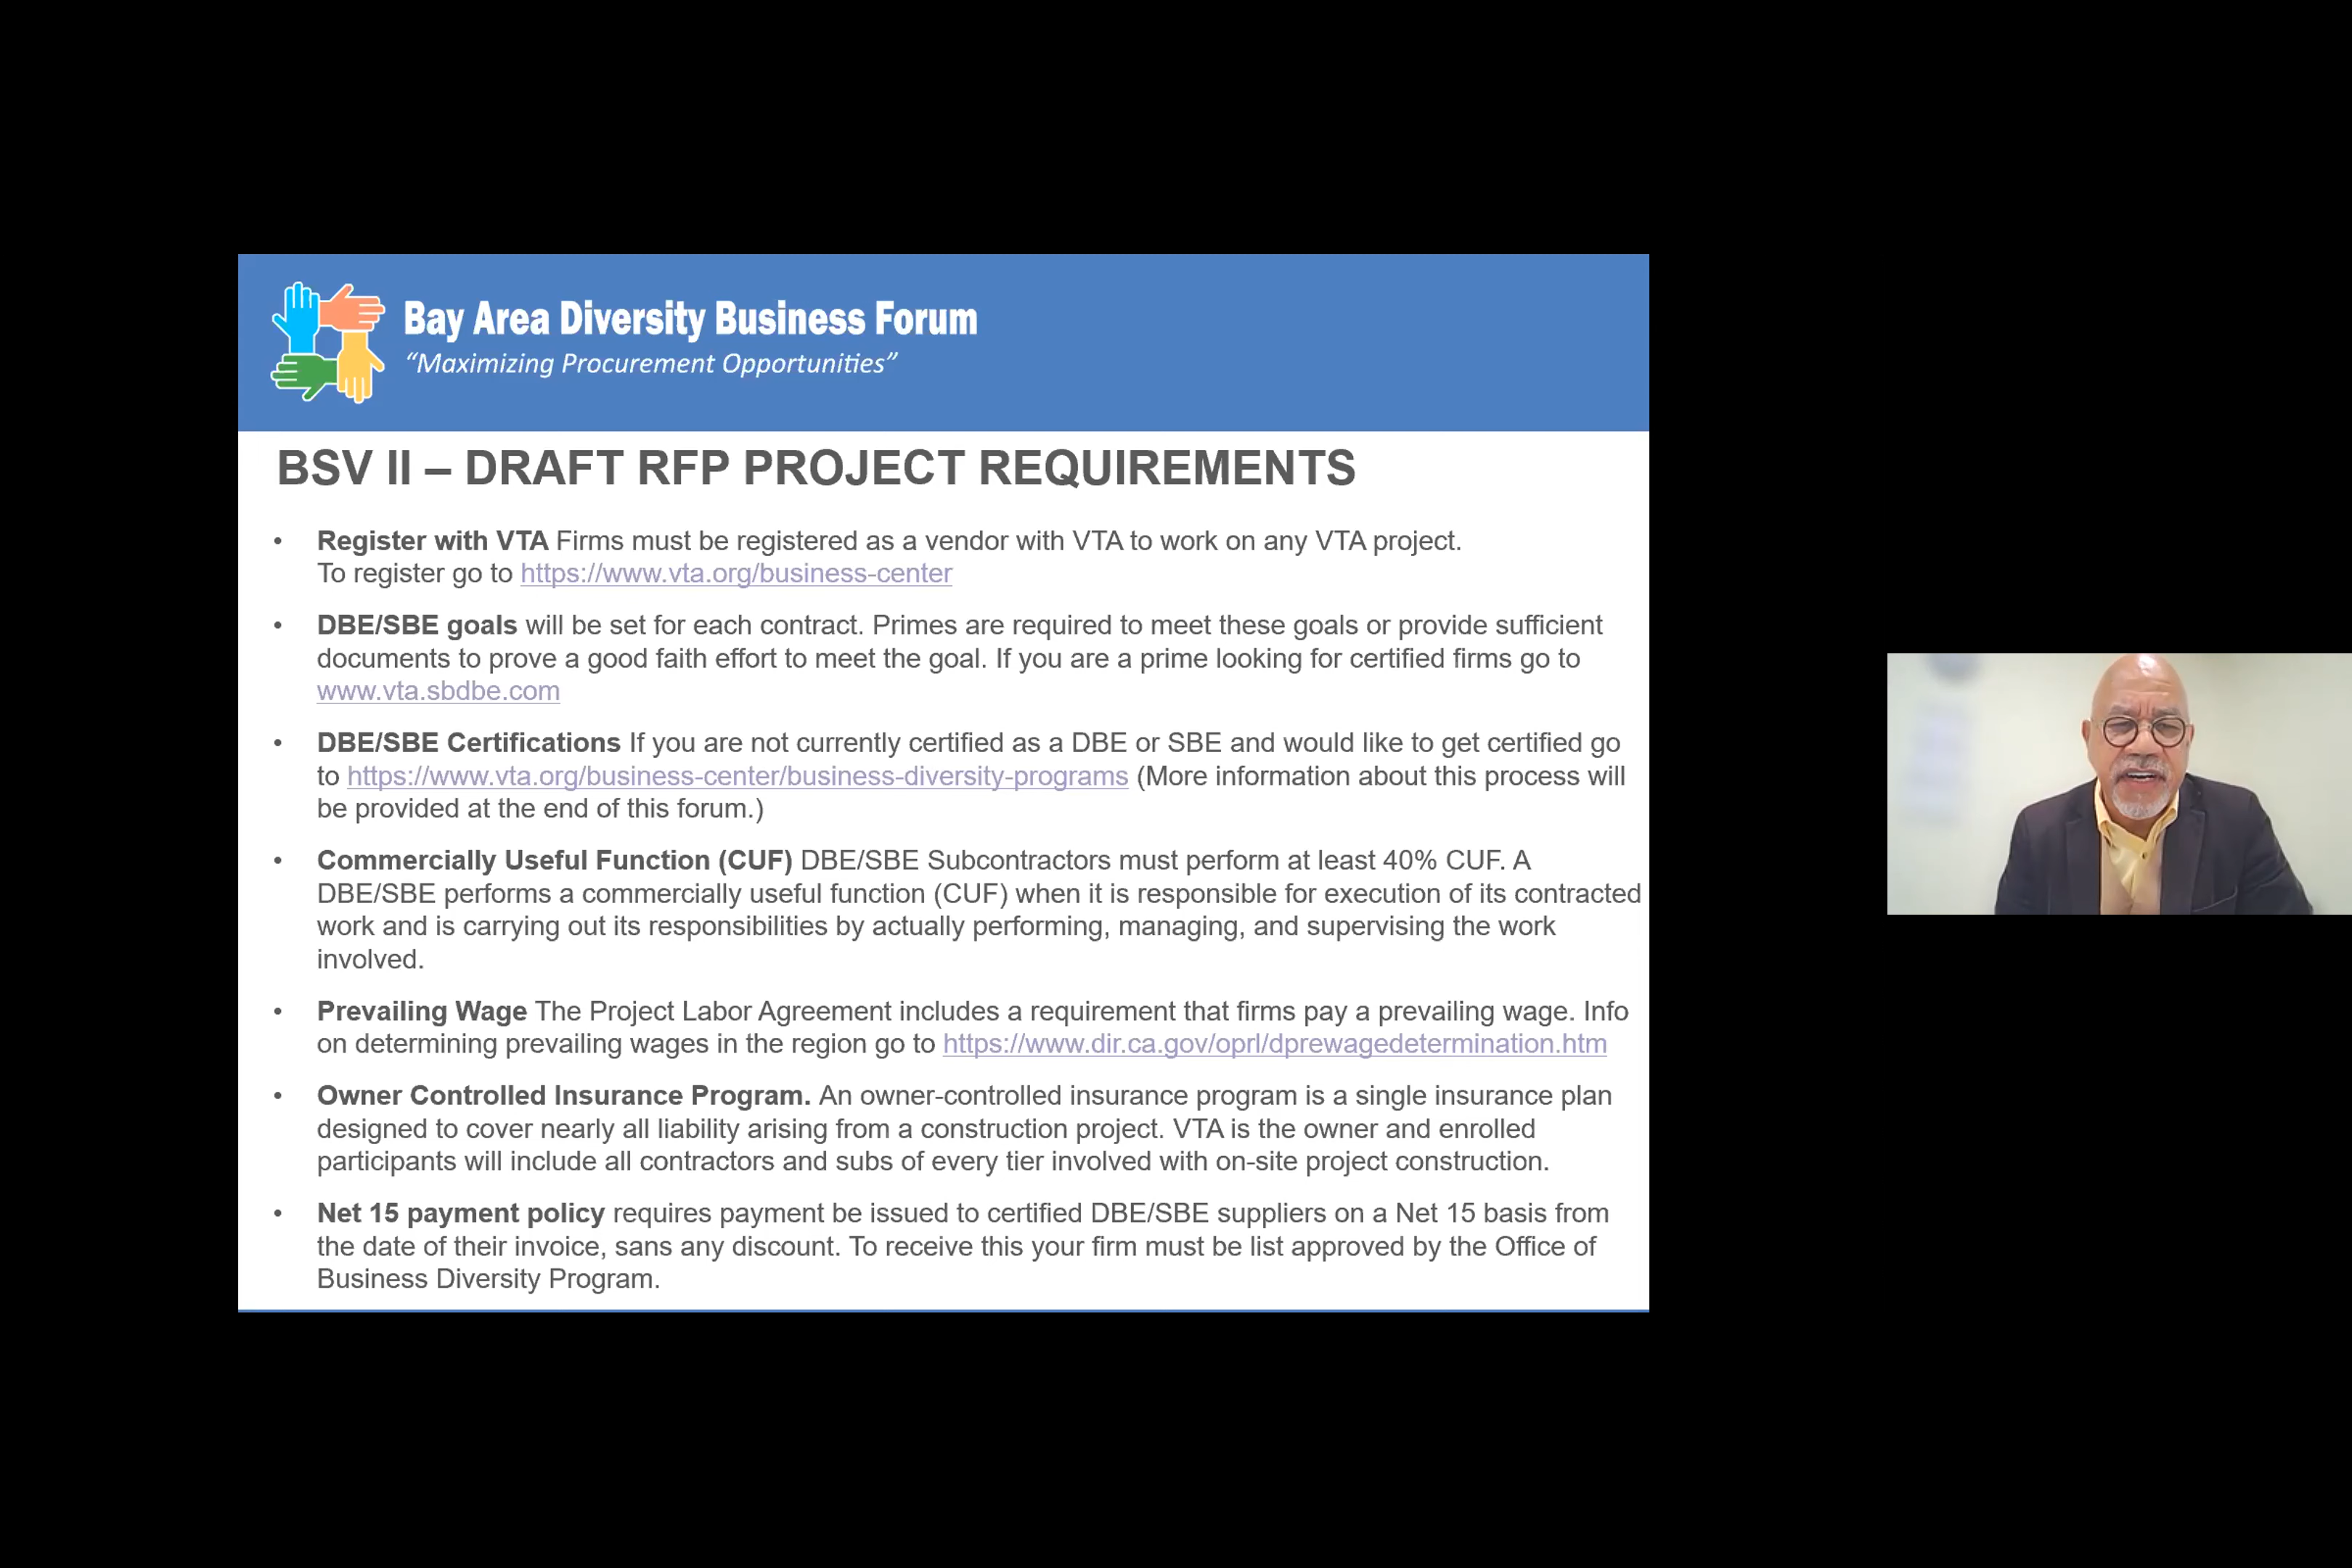 Bay Area Diversity Business Forum
“Maximizing Procurement Opportunities”
BSV II – DRAFT RFP PROJECT REQUIREMENTS
• Register with VTA Firms must be registered as a vendor with VTA to work on any VTA project.
To register go to https://www.vta.org/business-center
• DBE/SBE goals will be set for each contract. Primes are required to meet these goals or provide sufficient
documents to prove a good faith effort to meet the goal. If you are a prime looking for certified firms go to
www.vta.sbdbe.com
• DBE/SBE Certifications If you are not currently certified as a DBE or SBE and would like to get certified go
to https://www.vta.org/business-center/business-diversity-programs (More information about this process will
be provided at the end of this forum.)
• Commercially Useful Function (CUF) DBE/SBE Subcontractors must perform at least 40% CUF. A
DBE/SBE performs a commercially useful function (CUF) when it is responsible for execution of its contracted
work and is carrying out its responsibilities by actually performing, managing, and supervising the work
involved.
• Prevailing Wage The Project Labor Agreement includes a requirement that firms pay a prevailing wage. Info
on determining prevailing wages in the region go to https://www.dir.ca.gov/oprl/dprewagedetermination.htm
• Owner Controlled Insurance Program. An owner-controlled insurance program is a single insurance plan
designed to cover nearly all liability arising from a construction project. VTA is the owner and enrolled
participants will include all contractors and subs of every tier involved with on-site project construction.
• Net 15 payment policy requires payment be issued to certified DBE/SBE suppliers on a Net 15 basis from
the date of their invoice, sans any discount. To receive this your firm must be list approved by the Office of
Business Diversity Program.